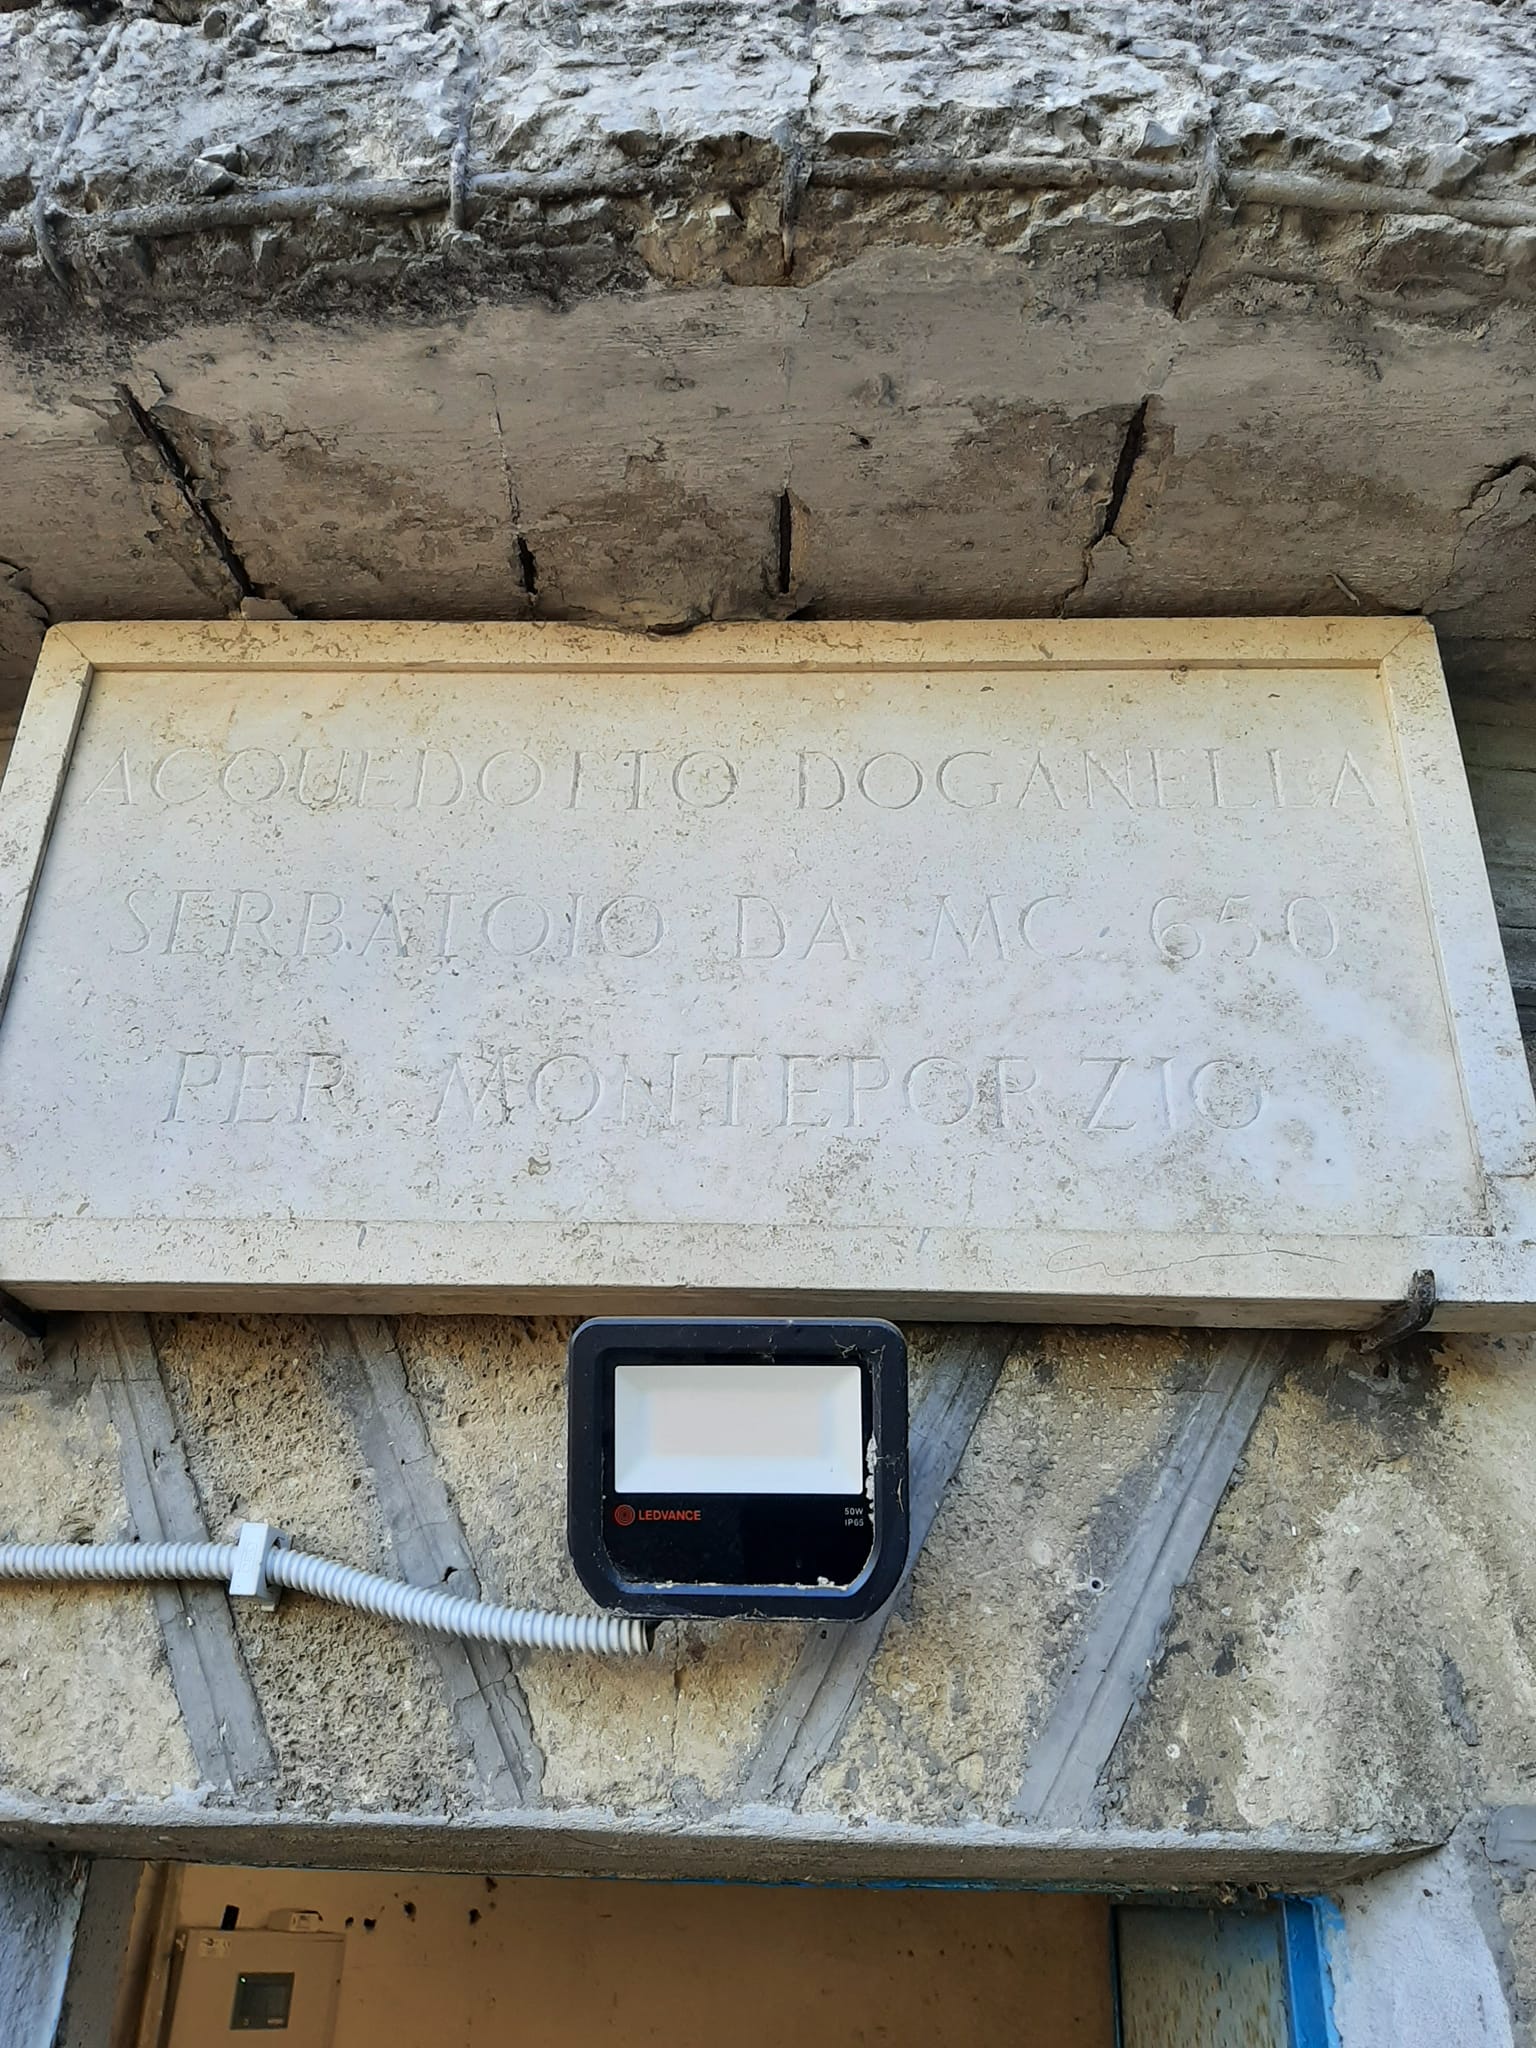 ACQUEDOTTO DOGANELLA
SERBATOIO DA MC. 650
PER MONTEPORZIO
LEDVANCE
50W
IP65